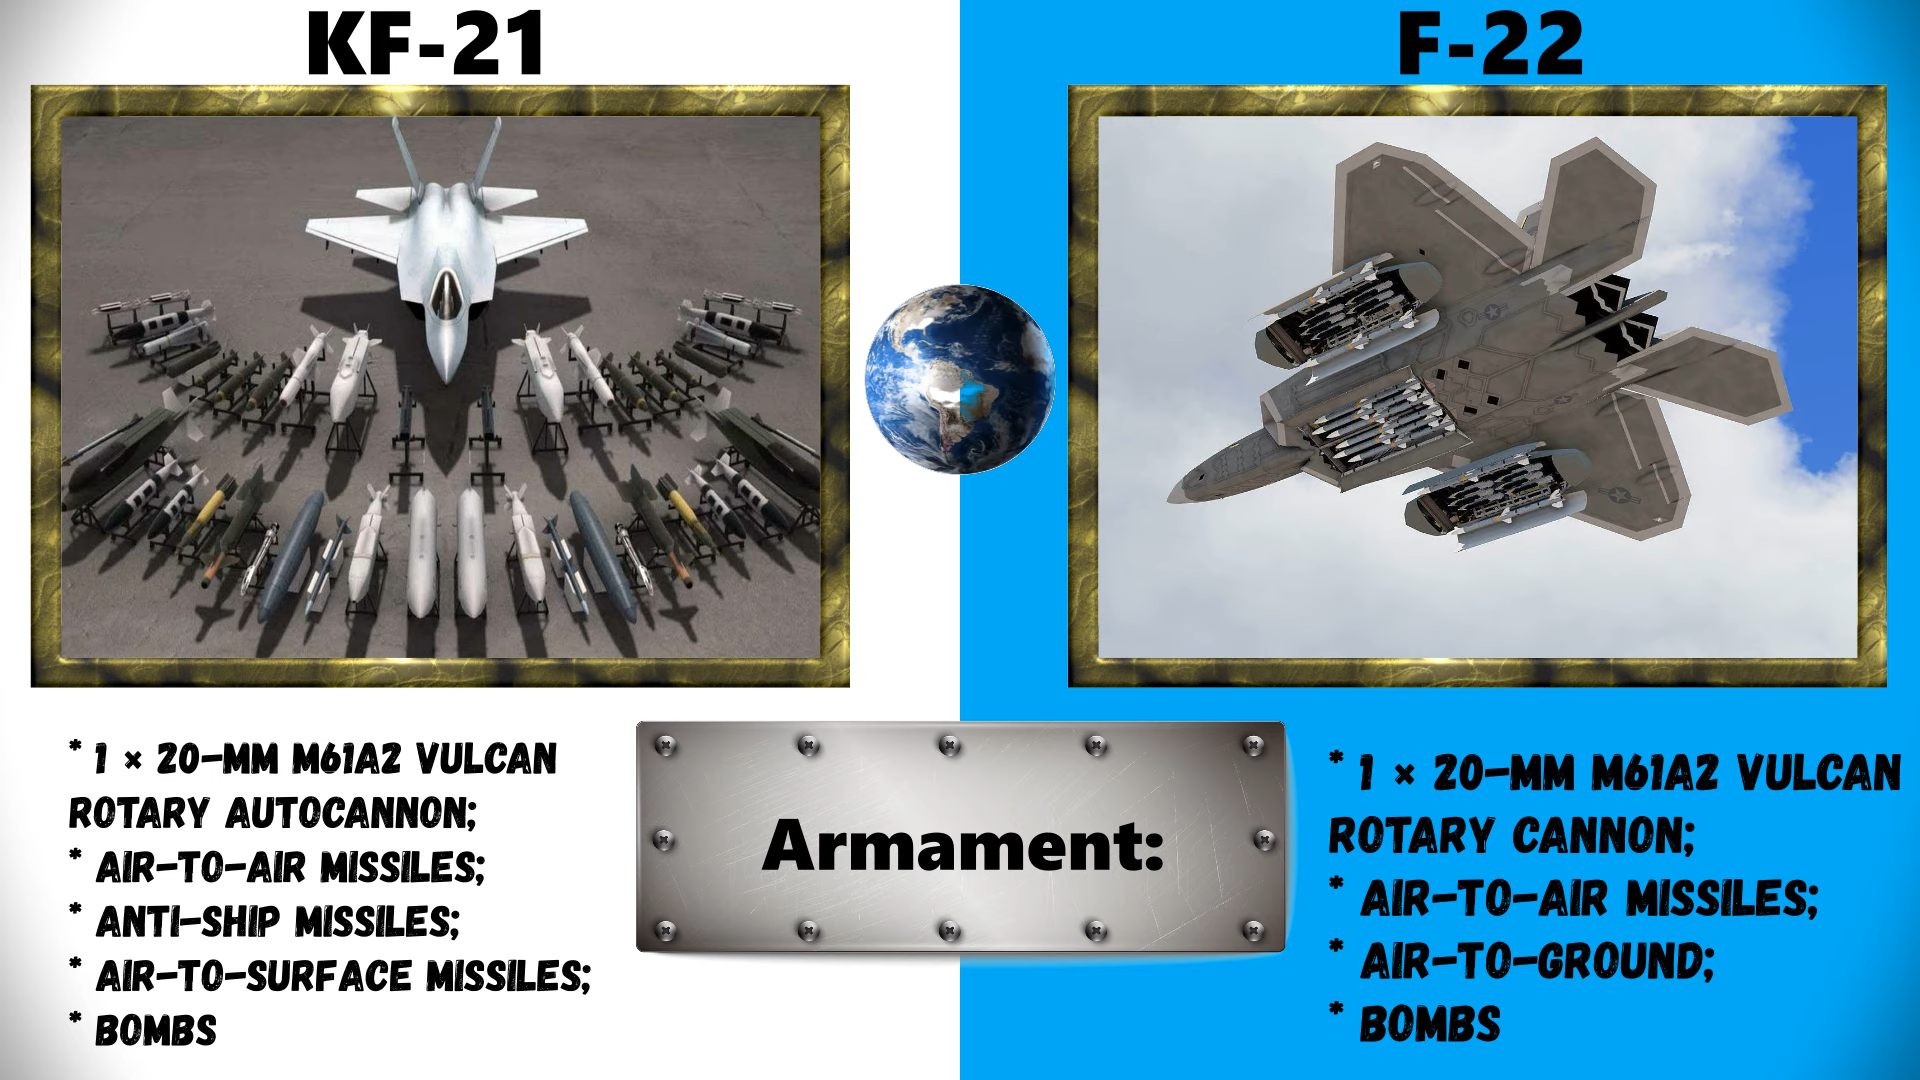 KF-21
F-22
* 1 × 20-MM M61A2 VULCAN
ROTARY AUTOCANNON;
* AIR-TO-AIR MISSILES;
* ANTI-SHIP MISSILES;
* AIR-TO-SURFACE MISSILES;
* BOMBS
Armament:
* 1 × 20-MM M61A2 VULCAN
ROTARY CANNON;
* AIR-TO-AIR MISSILES;
* AIR-TO-GROUND;
* BOMBS